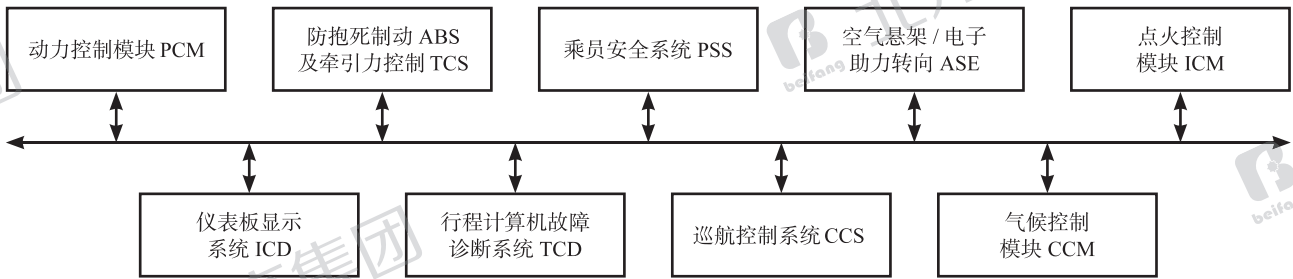 动力控制模块 PCM
防抱死制动 ABS
及牵引力控制 TCS
乘员安全系统 PSS
空气悬架 / 电子
助力转向 ASE
点火控制
模块 ICM
仪表板显示
系统 ICD
行程计算机故障
诊断系统 TCD
巡航控制系统 CCS
气候控制
模块 CCM
beifang
集团